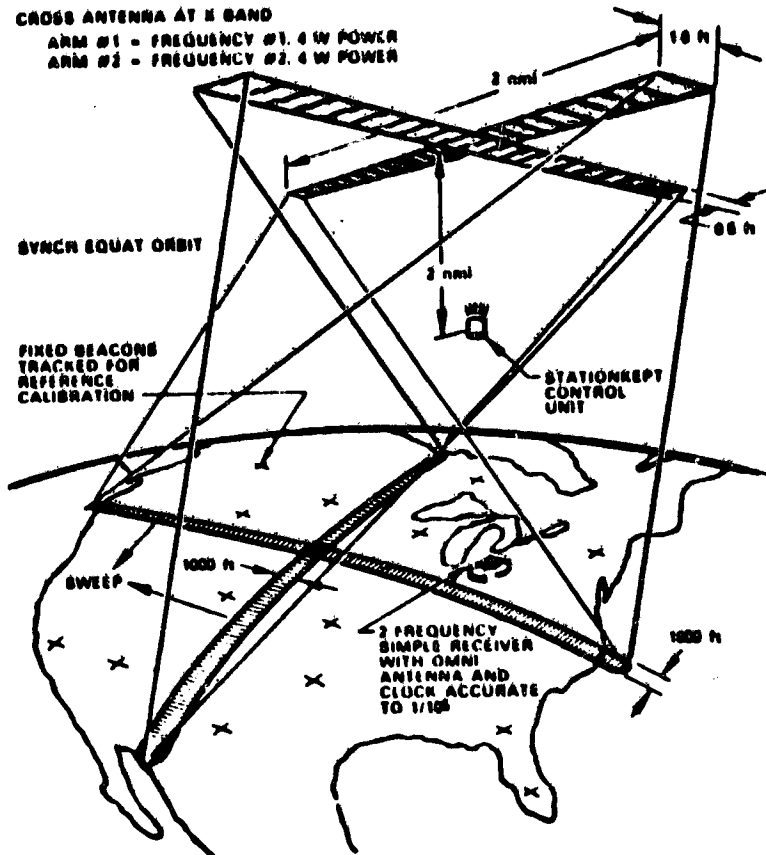 CROSS ANTENNA AT X BAND
ARM #1 - FREQUENCY #1, 4 W POWER
ARM #2 - FREQUENCY #2, 4 W POWER
2 nmi
ft
SYNCH EQUAT ORBIT
ft
2 nmi
FIXED BEACONS
TRACKED FOR
REFERENCE
CALIBRATION
STATIONKEPT
CONTROL
UNIT
SWEEP
1000 ft
2 FREQUENCY
SIMPLE RECEIVER
WITH OMNI
ANTENNA AND
CLOCK ACCURATE
TO
1000 ft